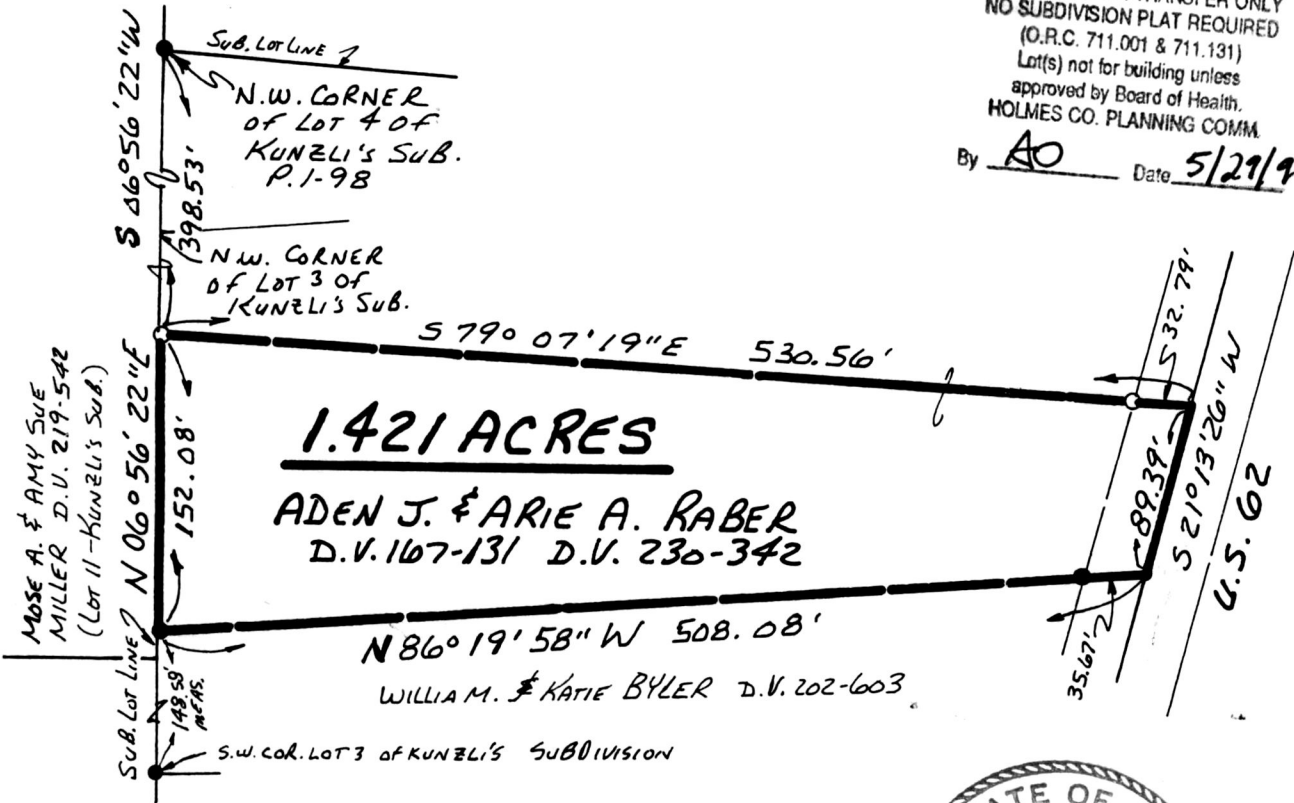 TRANSFER ONLY
NO SUBDIVISION PLAT REQUIRED
(O.R.C. 711.001 & 711.131)
Lot(s) not for building unless
approved by Board of Health.
HOLMES CO. PLANNING COMM.
By AO Date 5/29/9
SUB. LOT LINE
N.W. CORNER
OF LOT 4 OF
KUNZLI'S SUB.
P. 1-98
S 06° 56' 22" W
398.53'
N.W. CORNER
OF LOT 3 OF
KUNZLI'S SUB.
S 79° 07' 19" E 530.56'
32.79'
MOSE A. & AMY SUE
MILLER D.V. 219-542
(LOT 11-KUNZLI'S SUB.)
N 06° 56' 22" E
152.08'
1.421 ACRES
ADEN J. & ARIE A. RABER
D.V. 167-131 D.V. 230-342
89.39'
S 21° 13' 26" W
U.S. 62
N 86° 19' 58" W 508.08'
35.67'
WILLIA M. & KATIE BYLER D.V. 202-603
SUB. LOT LINE
148.59'
MEAS.
S.W. COR. LOT 3 OF KUNZLI'S SUBDIVISION
OF